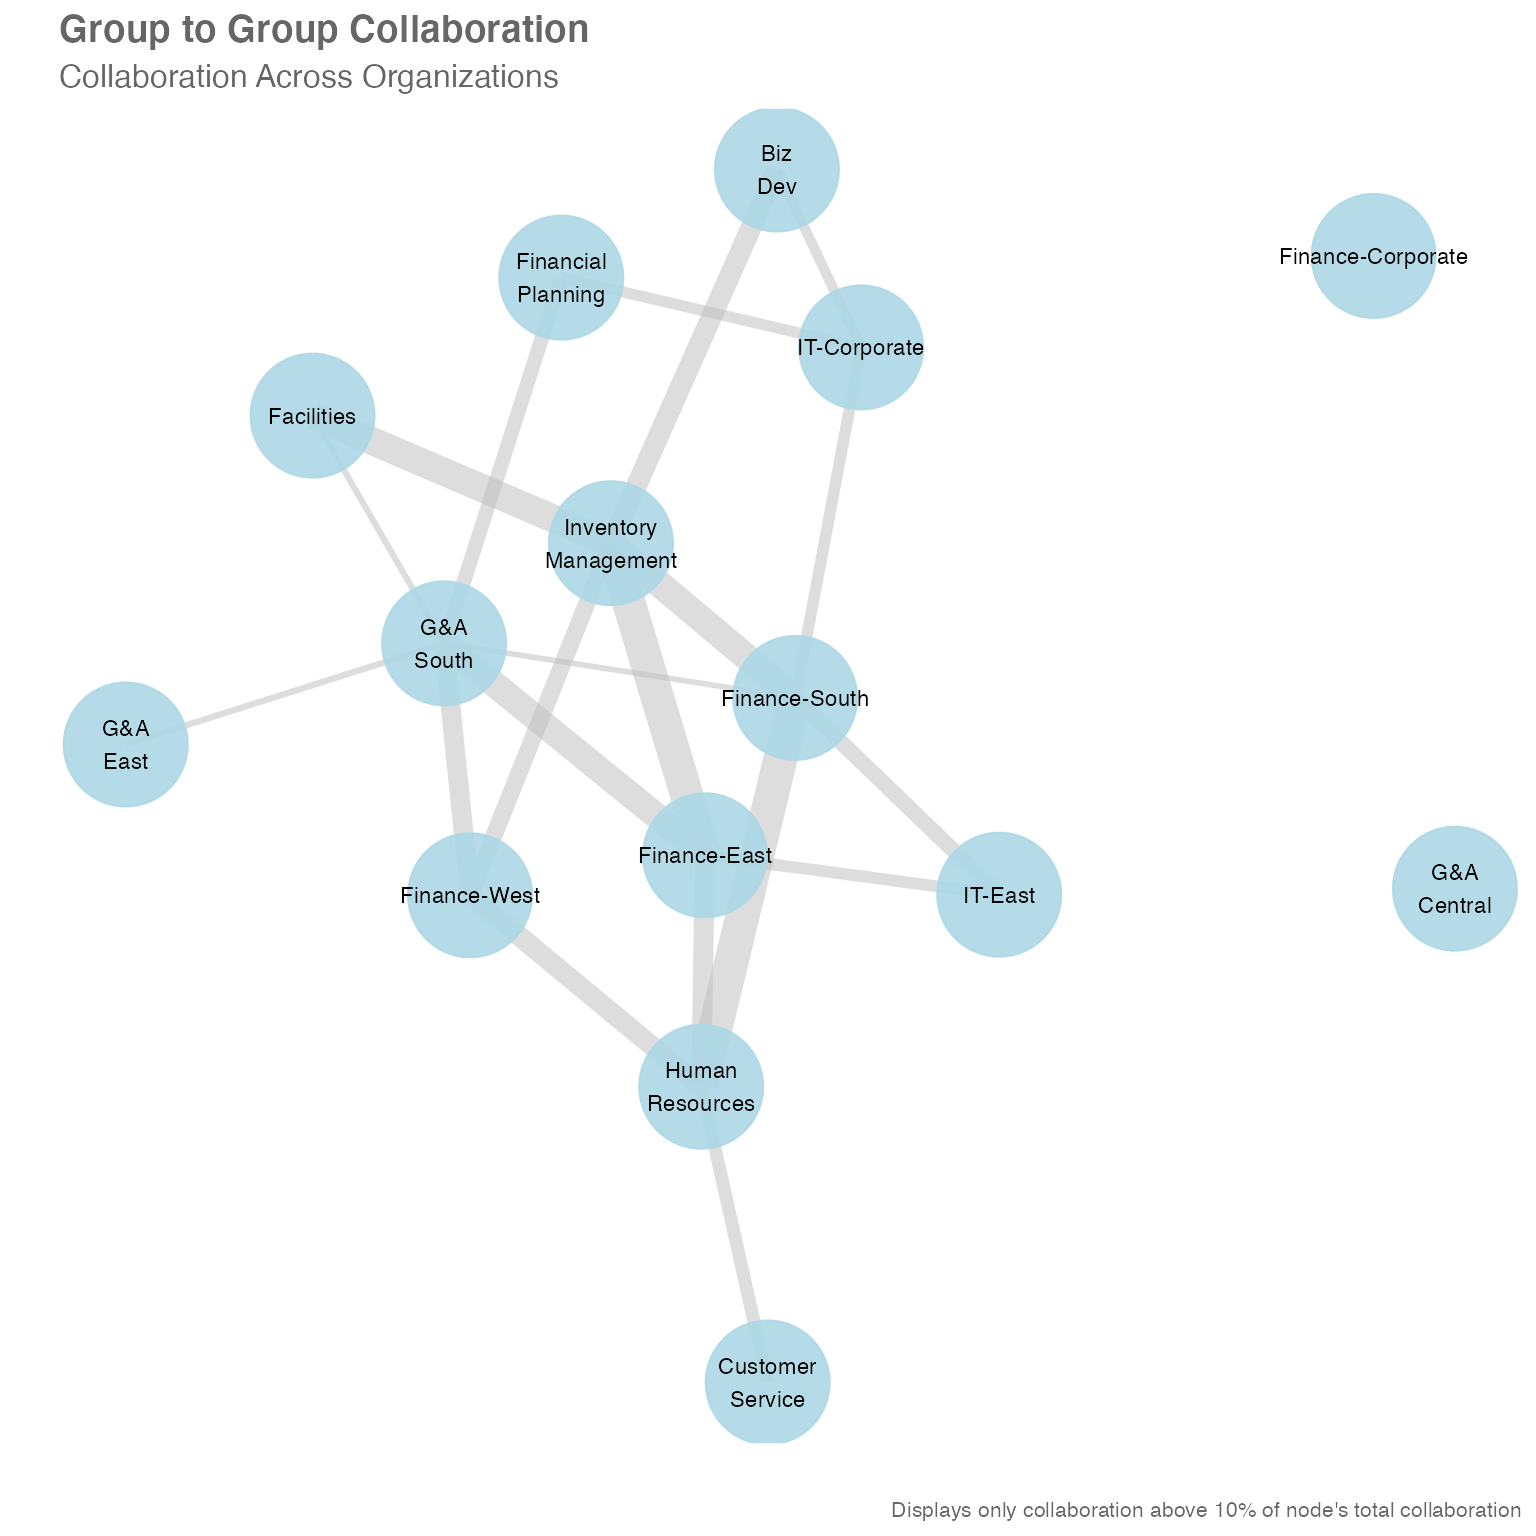 Group to Group Collaboration
Collaboration Across Organizations
Biz
Dev
Finance-Corporate
Financial
Planning
IT-Corporate
Facilities
Inventory
Management
G&A
South
Finance-South
G&A
East
Finance-East
Finance-West
IT-East
G&A
Central
Human
Resources
Customer
Service
Displays only collaboration above 10% of node's total collaboration